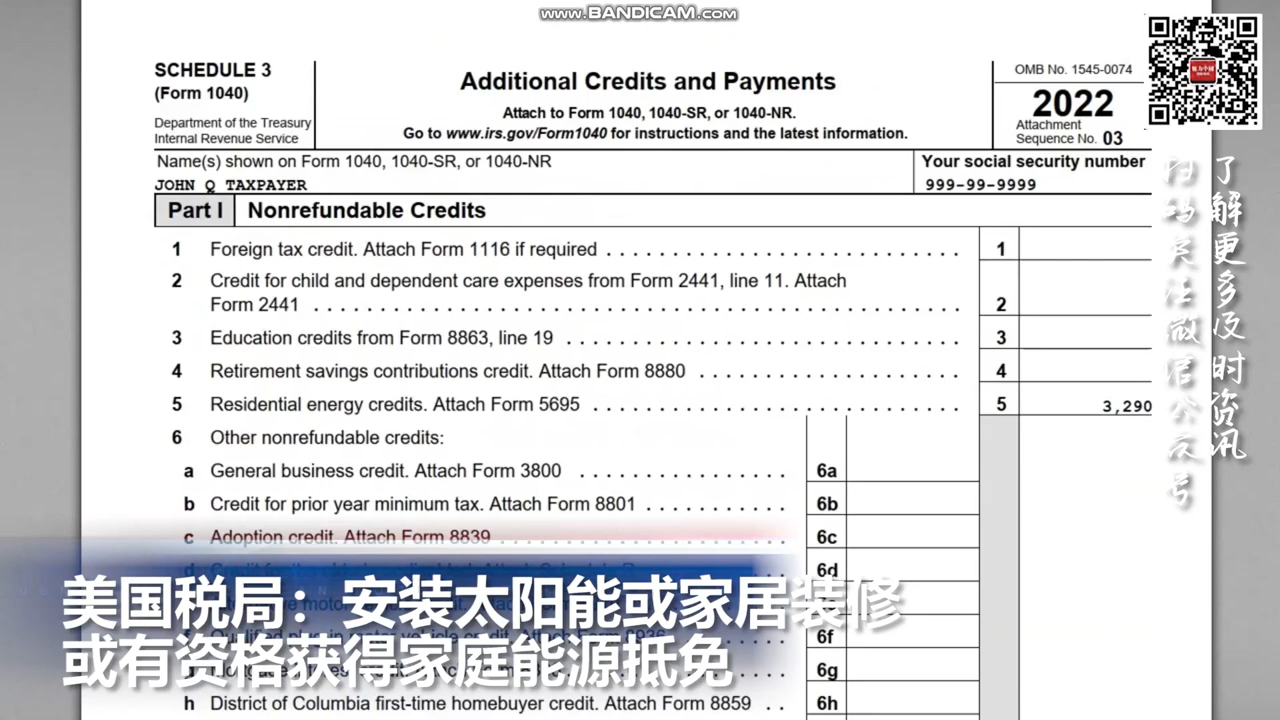 www.BANDICAM.com
SCHEDULE 3
(Form 1040)
Department of the Treasury
Internal Revenue Service
Additional Credits and Payments
Attach to Form 1040, 1040-SR, or 1040-NR.
Go to www.irs.gov/Form1040 for instructions and the latest information.
OMB No. 1545-0074
2022
Attachment
Sequence No. 03
Name(s) shown on Form 1040, 1040-SR, or 1040-NR
JOHN Q TAXPAYER
Your social security number
999-99-9999
Part I Nonrefundable Credits
1 Foreign tax credit. Attach Form 1116 if required 1
2 Credit for child and dependent care expenses from Form 2441, line 11. Attach
Form 2441 2
3 Education credits from Form 8863, line 19 3
4 Retirement savings contributions credit. Attach Form 8880 4
5 Residential energy credits. Attach Form 5695 5 3,290
6 Other nonrefundable credits:
a General business credit. Attach Form 3800 6a
b Credit for prior year minimum tax. Attach Form 8801 6b
c Adoption credit. Attach Form 8839 6c
6d
6f
6g
h District of Columbia first-time homebuyer credit. Attach Form 8859 6h
美国税局：安装太阳能或家居装修
或有资格获得家庭能源抵免
了解更多及时资讯
扫码关注微信公众号